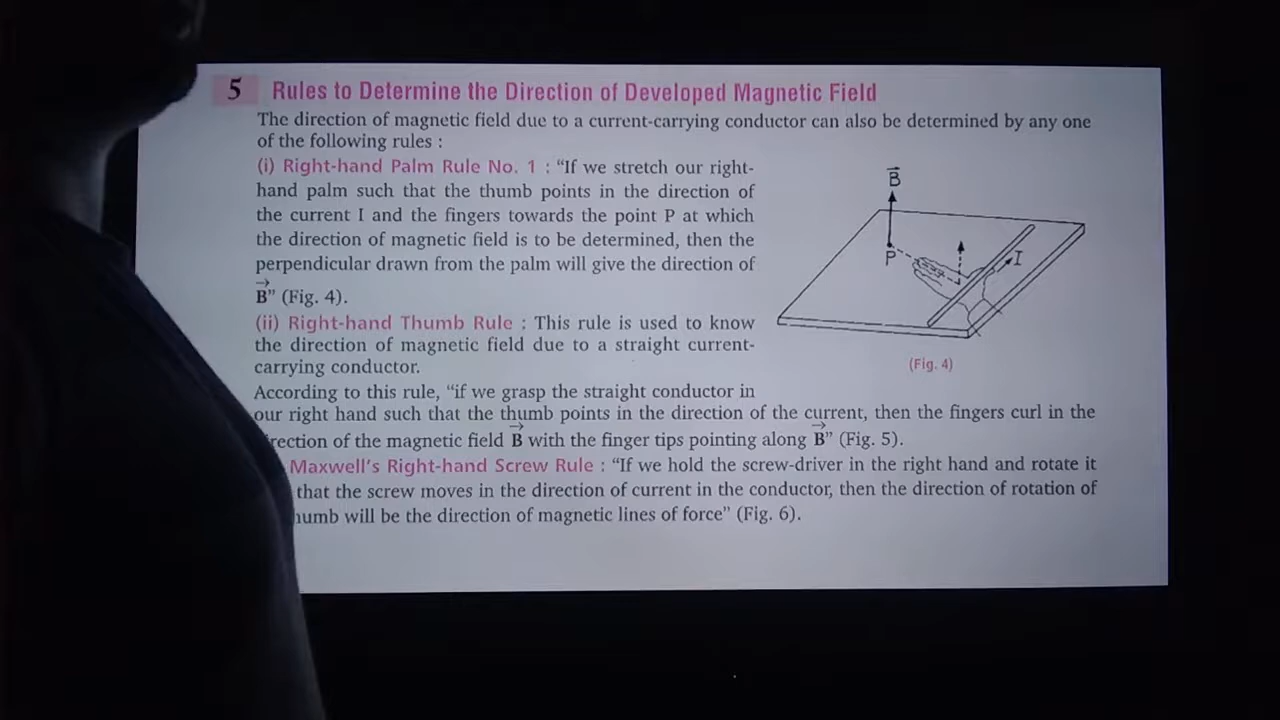 5 Rules to Determine the Direction of Developed Magnetic Field
The direction of magnetic field due to a current-carrying conductor can also be determined by any one
of the following rules :
(i) Right-hand Palm Rule No. 1 : “If we stretch our right-
hand palm such that the thumb points in the direction of
the current I and the fingers towards the point P at which
the direction of magnetic field is to be determined, then the
perpendicular drawn from the palm will give the direction of
B⃗” (Fig. 4).
(ii) Right-hand Thumb Rule : This rule is used to know
the direction of magnetic field due to a straight current-
carrying conductor.
According to this rule, “if we grasp the straight conductor in
our right hand such that the thumb points in the direction of the current, then the fingers curl in the
rection of the magnetic field B⃗ with the finger tips pointing along B⃗” (Fig. 5).
Maxwell's Right-hand Screw Rule : “If we hold the screw-driver in the right hand and rotate it
that the screw moves in the direction of current in the conductor, then the direction of rotation of
humb will be the direction of magnetic lines of force” (Fig. 6).
B⃗
P
I
(Fig. 4)